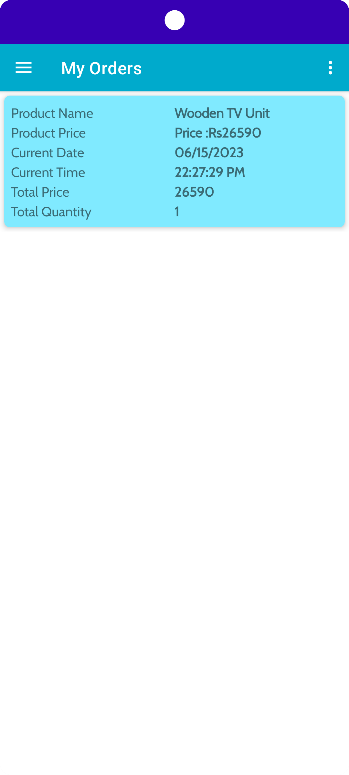 My Orders
Product Name Wooden TV Unit
Product Price Price :Rs26590
Current Date 06/15/2023
Current Time 22:27:29 PM
Total Price 26590
Total Quantity 1